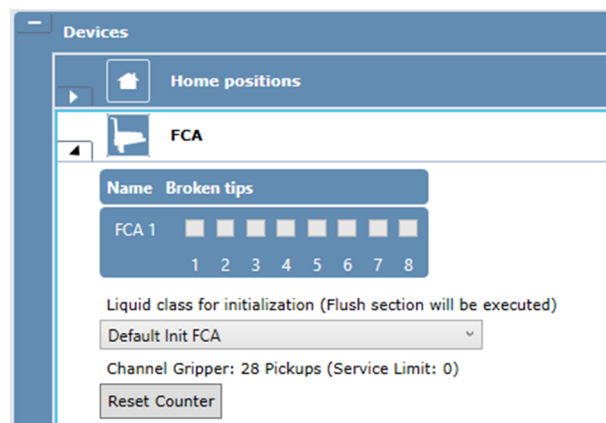 Devices
Home positions
FCA
Name Broken tips
FCA 1
1 2 3 4 5 6 7 8
Liquid class for initialization (Flush section will be executed)
Default Init FCA
Channel Gripper: 28 Pickups (Service Limit: 0)
Reset Counter